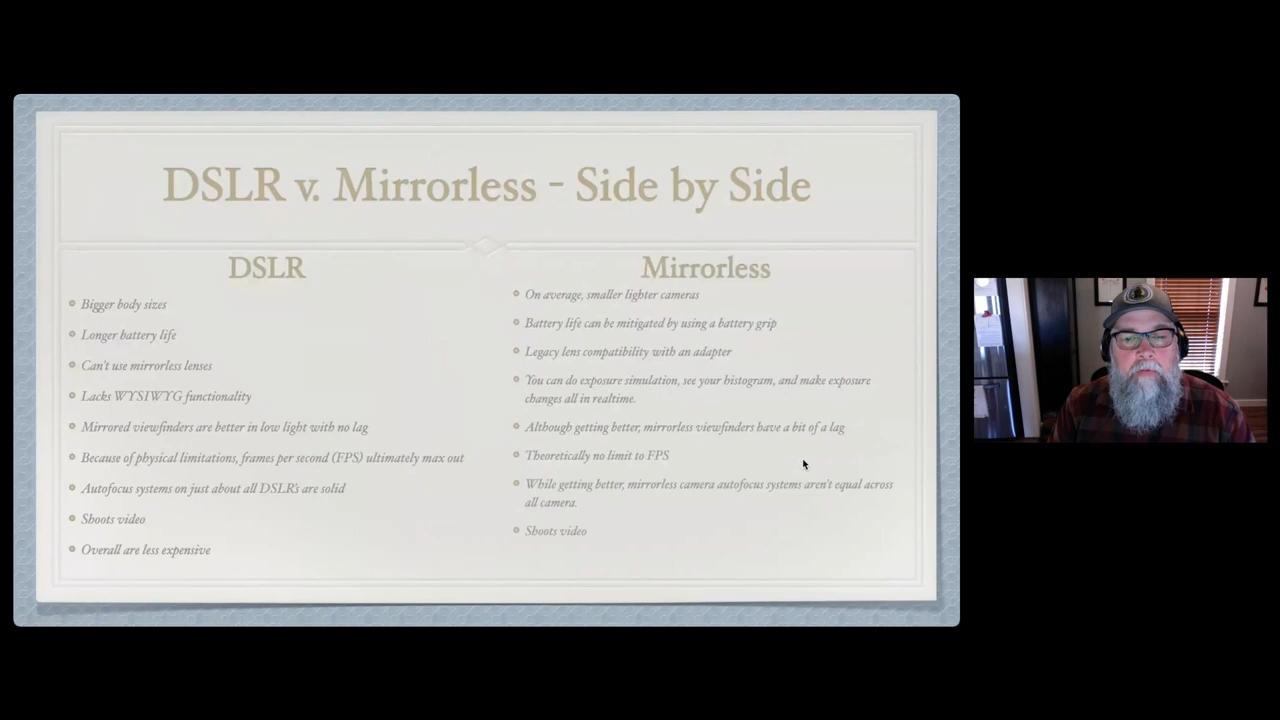 DSLR v. Mirrorless - Side by Side
DSLR
Bigger body sizes
Longer battery life
Can't use mirrorless lenses
Lacks WYSIWYG functionality
Mirrored viewfinders are better in low light with no lag
Because of physical limitations, frames per second (FPS) ultimately max out
Autofocus systems on just about all DSLR's are solid
Shoots video
Overall are less expensive
Mirrorless
On average, smaller lighter cameras
Battery life can be mitigated by using a battery grip
Legacy lens compatibility with an adapter
You can do exposure simulation, see your histogram, and make exposure
changes all in realtime.
Although getting better, mirrorless viewfinders have a bit of a lag
Theoretically no limit to FPS
While getting better, mirrorless camera autofocus systems aren't equal across
all camera.
Shoots video